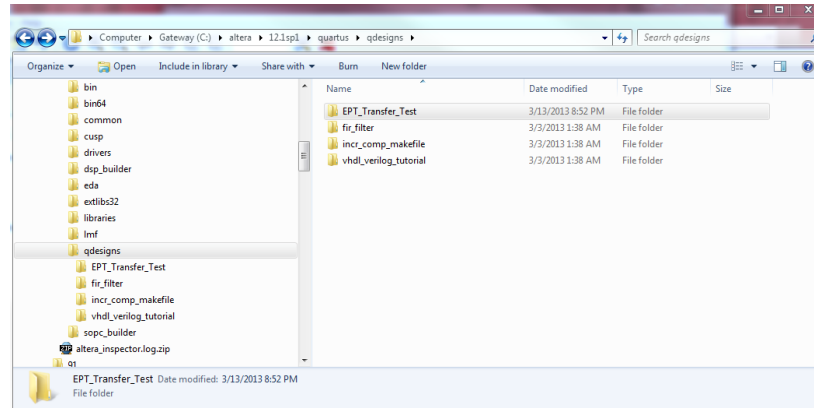 Computer ▸ Gateway (C:) ▸ altera ▸ 12.1sp1 ▸ quartus ▸ qdesigns ▸
Search qdesigns
Organize Open Include in library Share with Burn New folder
Name Date modified Type Size
bin
bin64
common
cusp
drivers
dsp_builder
eda
extlibs32
libraries
lmf
qdesigns
EPT_Transfer_Test
fir_filter
incr_comp_makefile
vhdl_verilog_tutorial
sopc_builder
altera_inspector.log.zip
91
EPT_Transfer_Test 3/13/2013 8:52 PM File folder
fir_filter 3/3/2013 1:38 AM File folder
incr_comp_makefile 3/3/2013 1:38 AM File folder
vhdl_verilog_tutorial 3/3/2013 1:38 AM File folder
EPT_Transfer_Test Date modified: 3/13/2013 8:52 PM
File folder